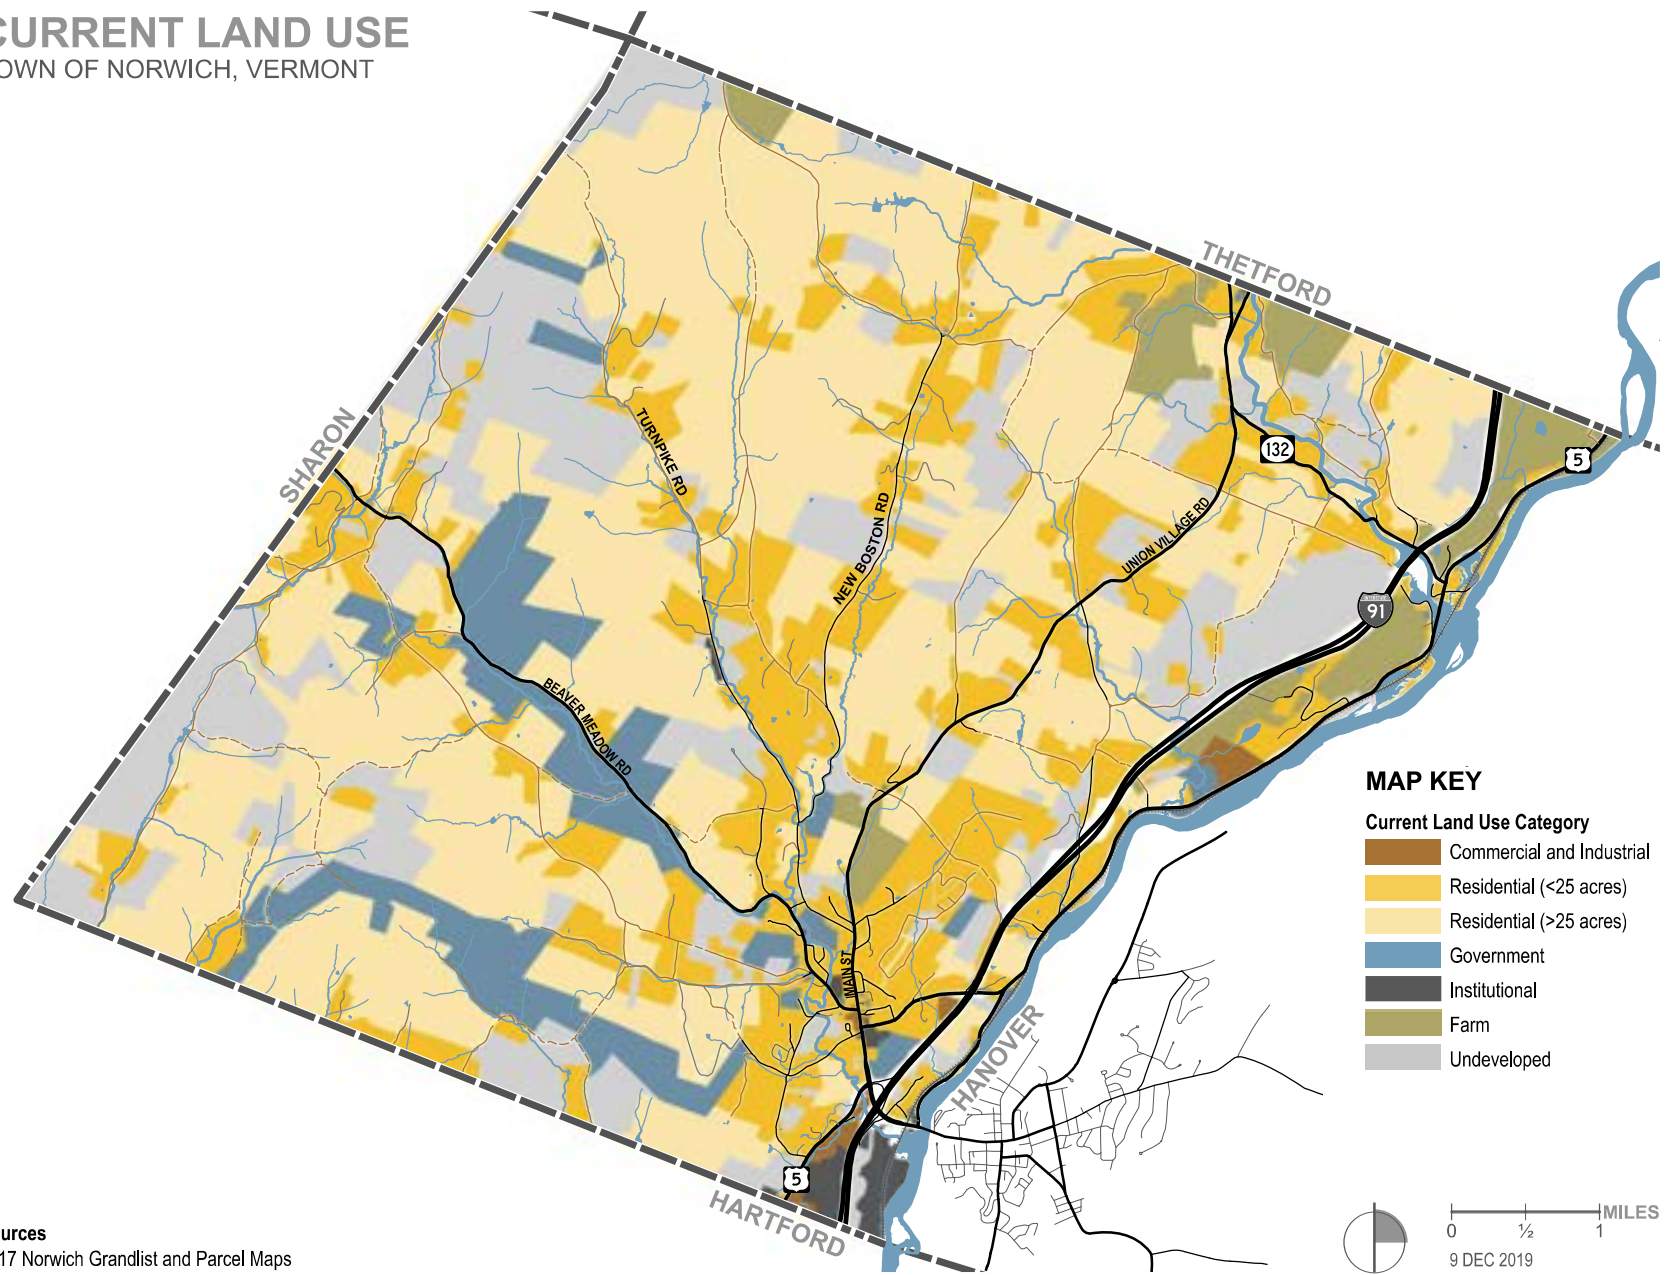 CURRENT LAND USE
OWN OF NORWICH, VERMONT
THETFORD
SHARON
TURNPIKE RD
132
5
NEW BOSTON RD
UNION VILLAGE RD
INTERSTATE
91
BEAVER MEADOW RD
MAIN ST
HANOVER
5
HARTFORD
MAP KEY
Current Land Use Category
Commercial and Industrial
Residential (<25 acres)
Residential (>25 acres)
Government
Institutional
Farm
Undeveloped
MILES
0 ½ 1
9 DEC 2019
urces
17 Norwich Grandlist and Parcel Maps